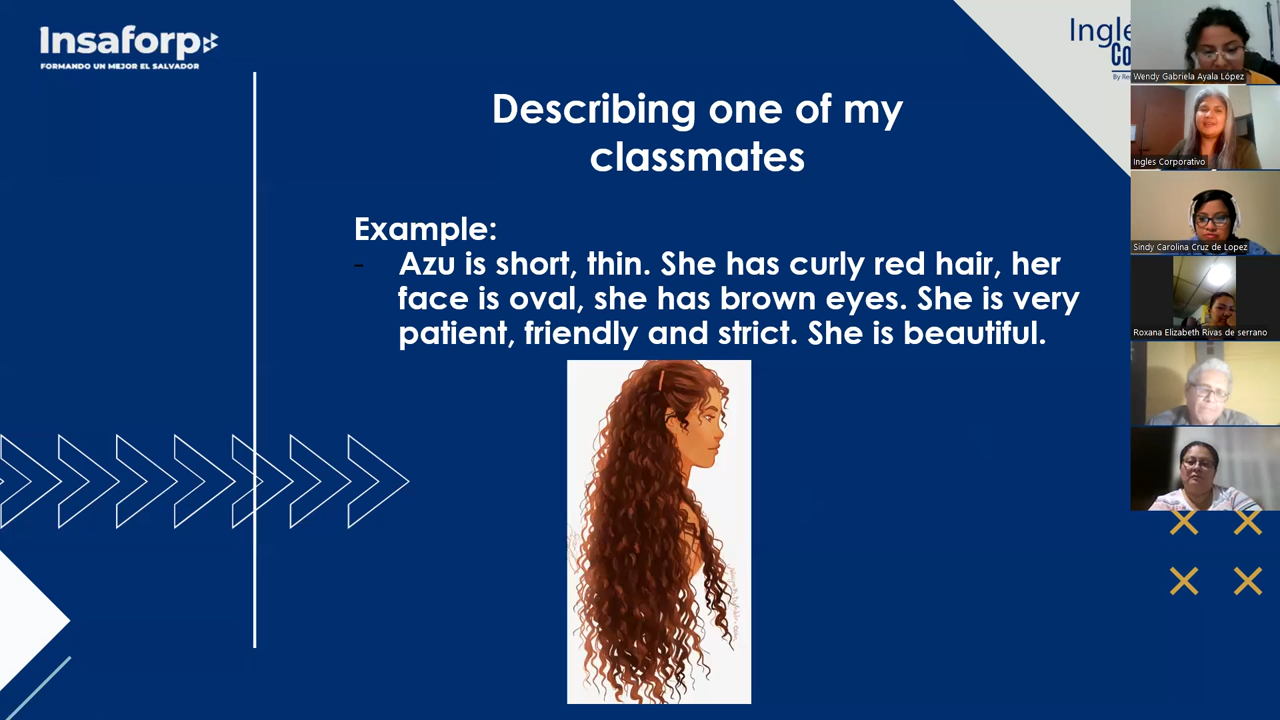 Insaforp
FORMANDO UN MEJOR EL SALVADOR
Describing one of my
classmates
Example:
- Azu is short, thin. She has curly red hair, her
face is oval, she has brown eyes. She is very
patient, friendly and strict. She is beautiful.
Wendy Gabriela Ayala López
Ingles Corporativo
Sindy Carolina Cruz de Lopez
Roxana Elizabeth Rivas de serrano